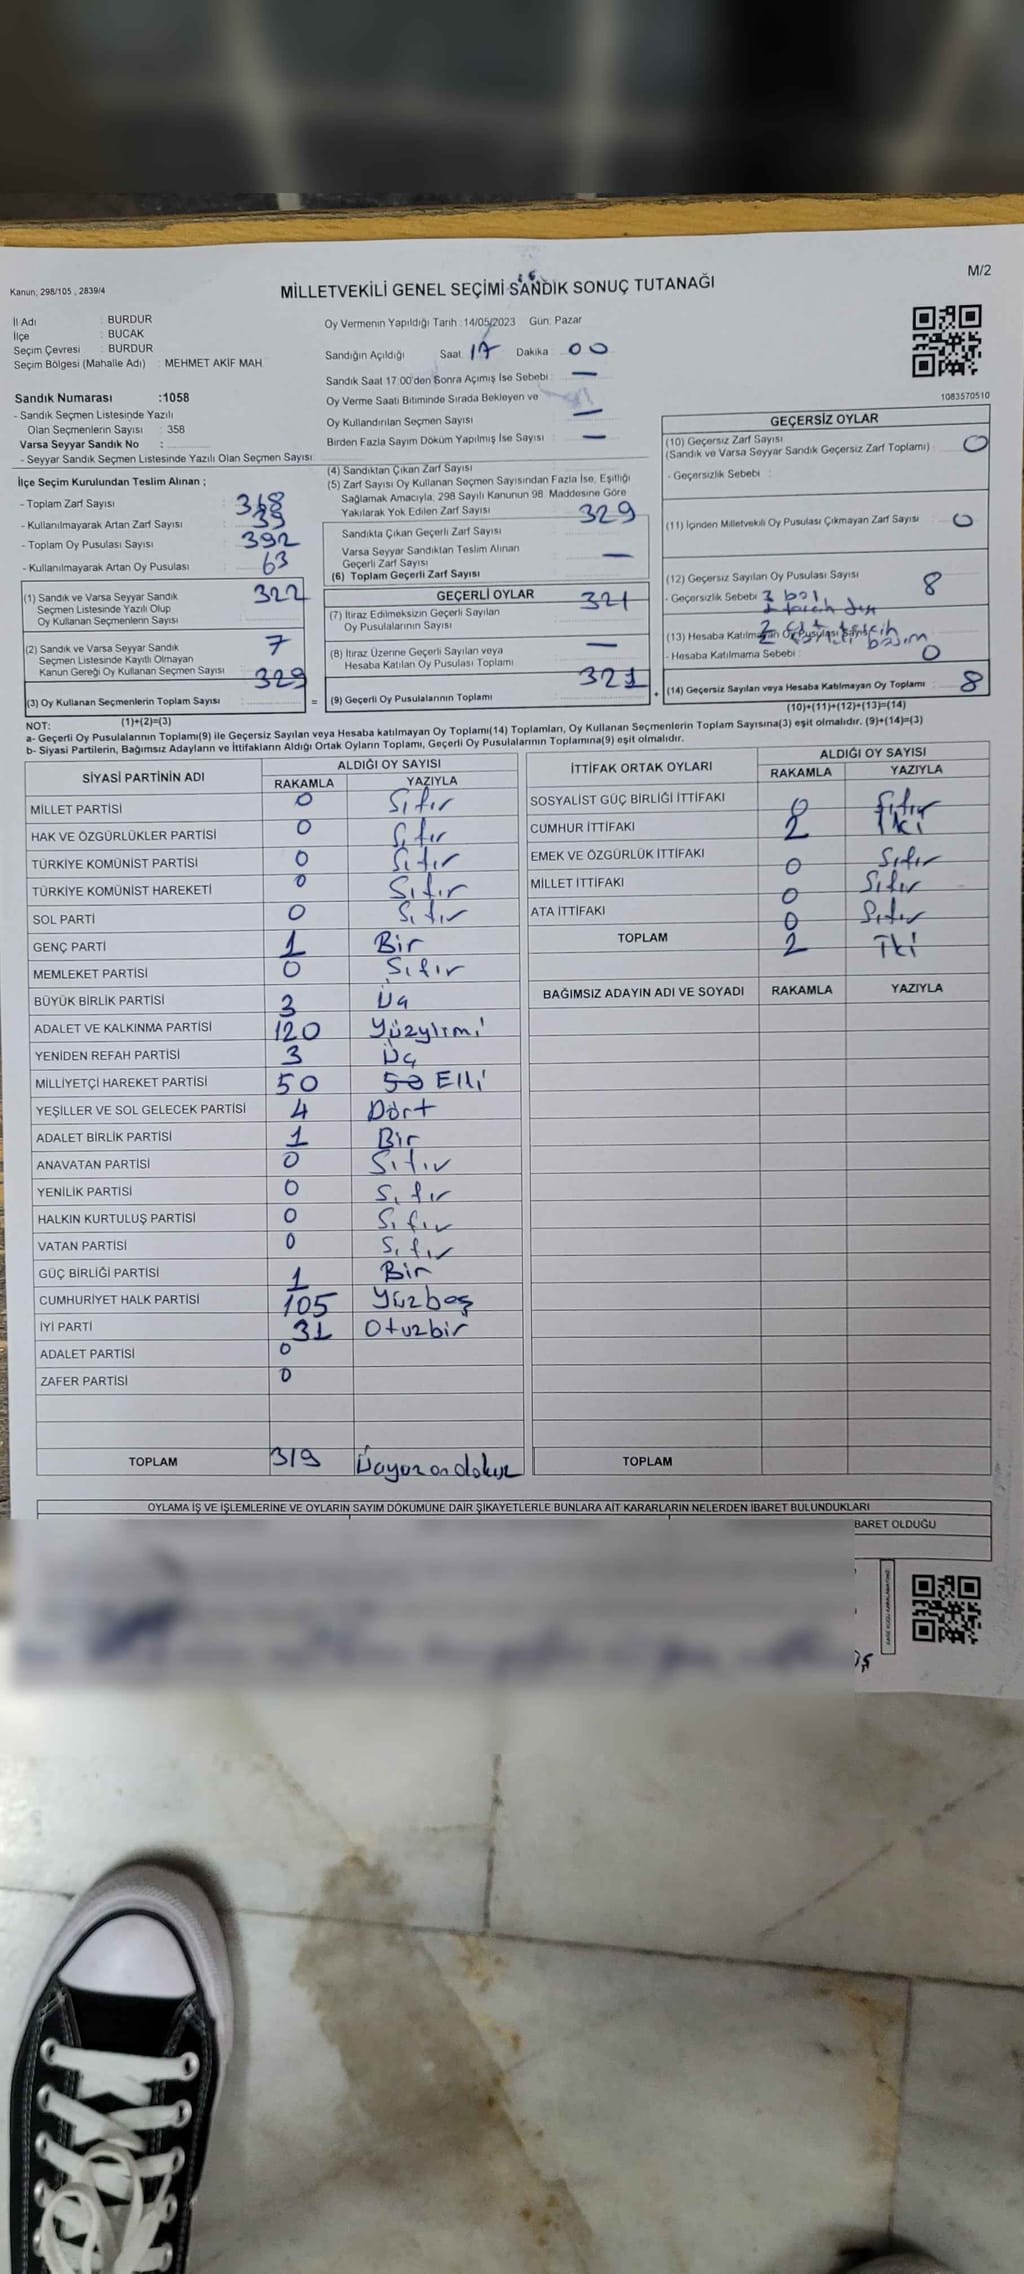 Kanun, 298/105 , 2839/4
MİLLETVEKİLİ GENEL SEÇİMİ SANDIK SONUÇ TUTANAĞI
M/2
İl Adı : BURDUR
İlçe : BUCAK
Seçim Çevresi : BURDUR
Seçim Bölgesi (Mahalle Adı) : MEHMET AKİF MAH
Sandık Numarası :1058
- Sandık Seçmen Listesinde Yazılı
Olan Seçmenlerin Sayısı : 358
Varsa Seyyar Sandık No :
- Seyyar Sandık Seçmen Listesinde Yazılı Olan Seçmen Sayısı:
İlçe Seçim Kurulundan Teslim Alınan ;
- Toplam Zarf Sayısı : 368
- Kullanılmayarak Artan Zarf Sayısı : 39
- Toplam Oy Pusulası Sayısı : 392
- Kullanılmayarak Artan Oy Pusulası : 63
(1) Sandık ve Varsa Seyyar Sandık 322
Seçmen Listesinde Yazılı Olup
Oy Kullanan Seçmenlerin Sayısı
(2) Sandık ve Varsa Seyyar Sandık 7
Seçmen Listesinde Kayıtlı Olmayan
Kanun Gereği Oy Kullanan Seçmen Sayısı
(3) Oy Kullanan Seçmenlerin Toplam Sayısı 329 =
(1)+(2)=(3)
Oy Vermenin Yapıldığı Tarih :14/05/2023 Gün: Pazar
Sandığın Açıldığı Saat: 17 Dakika : 00
Sandık Saat 17:00'den Sonra Açılmış İse Sebebi : —
Oy Verme Saati Bitiminde Sırada Bekleyen ve
Oy Kullandırılan Seçmen Sayısı —
Birden Fazla Sayım Döküm Yapılmış İse Sayısı : —
(4) Sandıktan Çıkan Zarf Sayısı
(5) Zarf Sayısı Oy Kullanan Seçmen Sayısından Fazla İse, Eşitliği
Sağlamak Amacıyla, 298 Sayılı Kanunun 98. Maddesine Göre
Yakılarak Yok Edilen Zarf Sayısı
Sandıkta Çıkan Geçerli Zarf Sayısı 329
Varsa Seyyar Sandıktan Teslim Alınan
Geçerli Zarf Sayısı —
(6) Toplam Geçerli Zarf Sayısı
GEÇERLİ OYLAR
(7) İtiraz Edilmeksizin Geçerli Sayılan 321
Oy Pusulalarının Sayısı
(8) İtiraz Üzerine Geçerli Sayılan veya —
Hesaba Katılan Oy Pusulası Toplamı
(9) Geçerli Oy Pusulalarının Toplamı 321 +
1083570510
GEÇERSİZ OYLAR
(10) Geçersiz Zarf Sayısı 0
(Sandık ve Varsa Seyyar Sandık Geçersiz Zarf Toplamı)
- Geçersizlik Sebebi :
(11) İçinden Milletvekili Oy Pusulası Çıkmayan Zarf Sayısı : 0
(12) Geçersiz Sayılan Oy Pusulası Sayısı 8
- Geçersizlik Sebebi
(13) Hesaba Katılmayan Oy Pusulası Sayısı
- Hesaba Katılmama Sebebi : 0
(14) Geçersiz Sayılan veya Hesaba Katılmayan Oy Toplamı 8
(10)+(11)+(12)+(13)=(14)
NOT:
a- Geçerli Oy Pusulalarının Toplamı(9) ile Geçersiz Sayılan veya Hesaba katılmayan Oy Toplamı(14) Toplamları, Oy Kullanan Seçmenlerin Toplam Sayısına(3) eşit olmalıdır. (9)+(14)=(3)
b- Siyasi Partilerin, Bağımsız Adayların ve İttifakların Aldığı Ortak Oyların Toplamı, Geçerli Oy Pusulalarının Toplamına(9) eşit olmalıdır.
SİYASİ PARTİNİN ADI ALDIĞI OY SAYISI
RAKAMLA YAZIYLA
MİLLET PARTİSİ 0 Sıfır
HAK VE ÖZGÜRLÜKLER PARTİSİ 0 Sıfır
TÜRKİYE KOMÜNİST PARTİSİ 0 Sıfır
TÜRKİYE KOMÜNİST HAREKETİ 0 Sıfır
SOL PARTİ 0 Sıfır
GENÇ PARTİ 1 Bir
MEMLEKET PARTİSİ 0 Sıfır
BÜYÜK BİRLİK PARTİSİ 3 Üç
ADALET VE KALKINMA PARTİSİ 120 Yüzyirmi
YENİDEN REFAH PARTİSİ 3 Üç
MİLLİYETÇİ HAREKET PARTİSİ 50 50 Elli
YEŞİLLER VE SOL GELECEK PARTİSİ 4 Dört
ADALET BİRLİK PARTİSİ 1 Bir
ANAVATAN PARTİSİ 0 Sıfır
YENİLİK PARTİSİ 0 Sıfır
HALKIN KURTULUŞ PARTİSİ 0 Sıfır
VATAN PARTİSİ 0 Sıfır
GÜÇ BİRLİĞİ PARTİSİ 1 Bir
CUMHURİYET HALK PARTİSİ 105 Yüzbeş
İYİ PARTİ 31 Otuzbir
ADALET PARTİSİ 0
ZAFER PARTİSİ 0
TOPLAM 319 Üçyüzondokuz
İTTİFAK ORTAK OYLARI ALDIĞI OY SAYISI
RAKAMLA YAZIYLA
SOSYALİST GÜÇ BİRLİĞİ İTTİFAKI 0 Sıfır
CUMHUR İTTİFAKI 2 İki
EMEK VE ÖZGÜRLÜK İTTİFAKI 0 Sıfır
MİLLET İTTİFAKI 0 Sıfır
ATA İTTİFAKI 0 Sıfır
TOPLAM 2 İki
BAĞIMSIZ ADAYIN ADI VE SOYADI RAKAMLA YAZIYLA
TOPLAM
OYLAMA İŞ VE İŞLEMLERİNE VE OYLARIN SAYIM DÖKÜMÜNE DAİR ŞİKAYETLERLE BUNLARA AİT KARARLARIN NELERDEN İBARET BULUNDUKLARI
BARET OLDUĞU